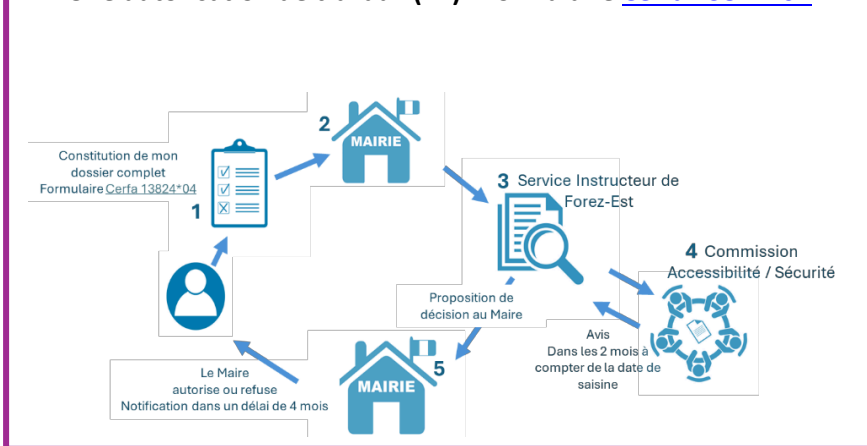 Constitution de mon
dossier complet
Formulaire Cerfa 13824*04
1
2
MAIRIE
3 Service Instructeur de
Forez-Est
4 Commission
Accessibilité / Sécurité
Proposition de
décision au Maire
Avis
Dans les 2 mois à
compter de la date de
saisine
MAIRIE
5
Le Maire
autorise ou refuse
Notification dans un délai de 4 mois